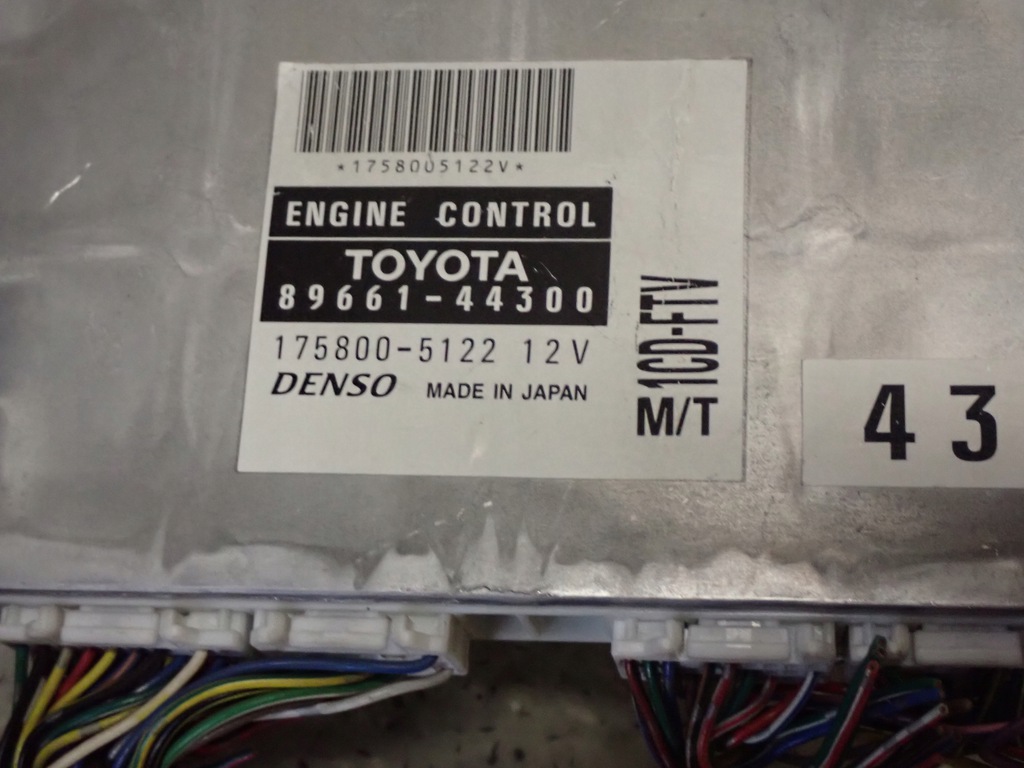 *1758005122V*
ENGINE CONTROL
TOYOTA
89661-44300
175800-5122 12V
DENSO MADE IN JAPAN
1CD-FTV
M/T
43